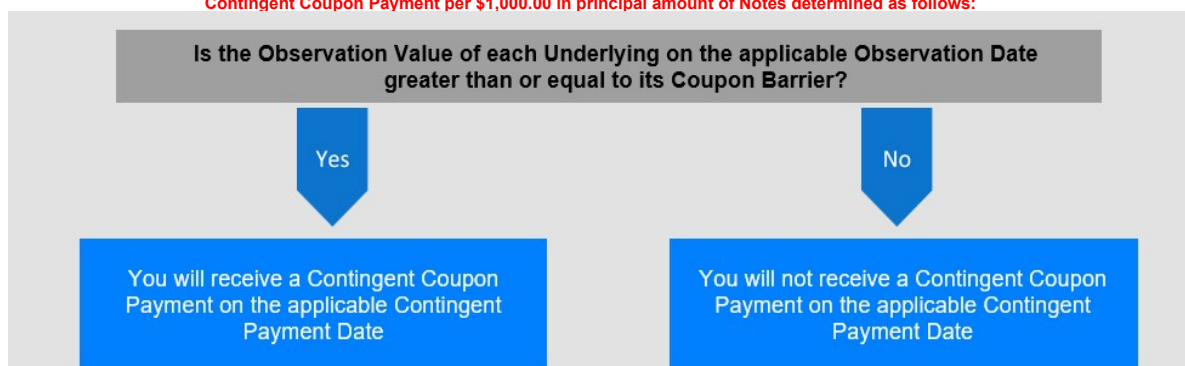 Contingent Coupon Payment per $1,000.00 in principal amount of Notes determined as follows:
Is the Observation Value of each Underlying on the applicable Observation Date
greater than or equal to its Coupon Barrier?
Yes
No
You will receive a Contingent Coupon
Payment on the applicable Contingent
Payment Date
You will not receive a Contingent Coupon
Payment on the applicable Contingent
Payment Date